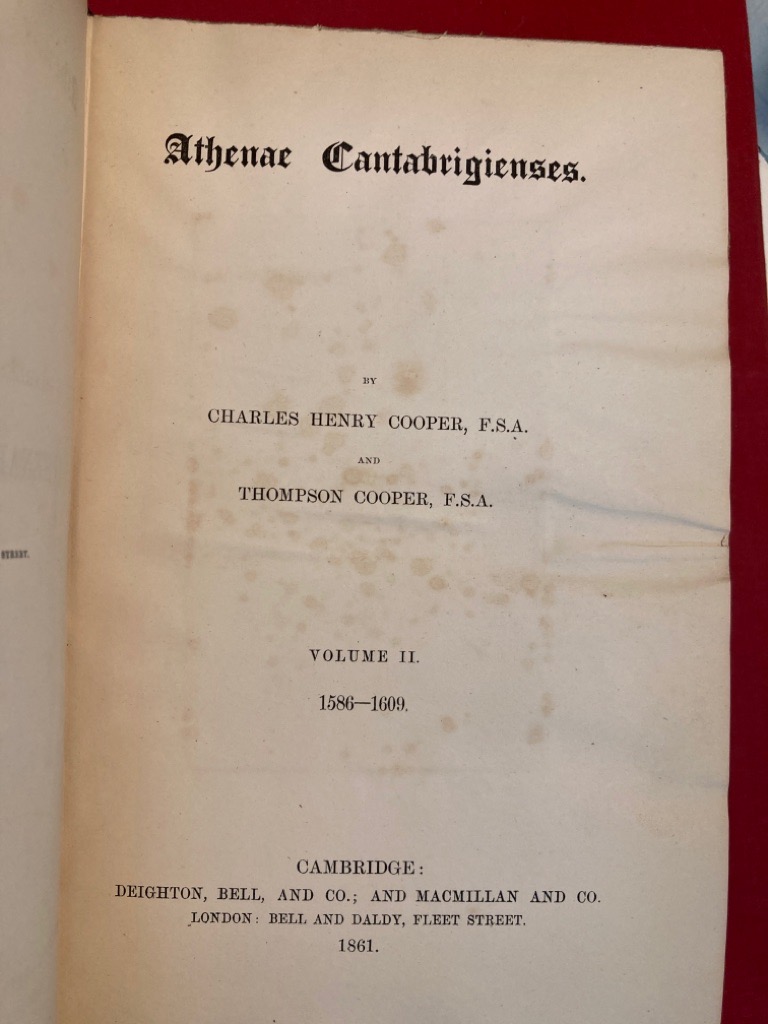 Athenae Cantabrigienses.
BY
CHARLES HENRY COOPER, F.S.A.
AND
THOMPSON COOPER, F.S.A.
STREET.
VOLUME II.
1586—1609.
CAMBRIDGE:
DEIGHTON, BELL, AND CO.; AND MACMILLAN AND CO.
LONDON: BELL AND DALDY, FLEET STREET.
1861.